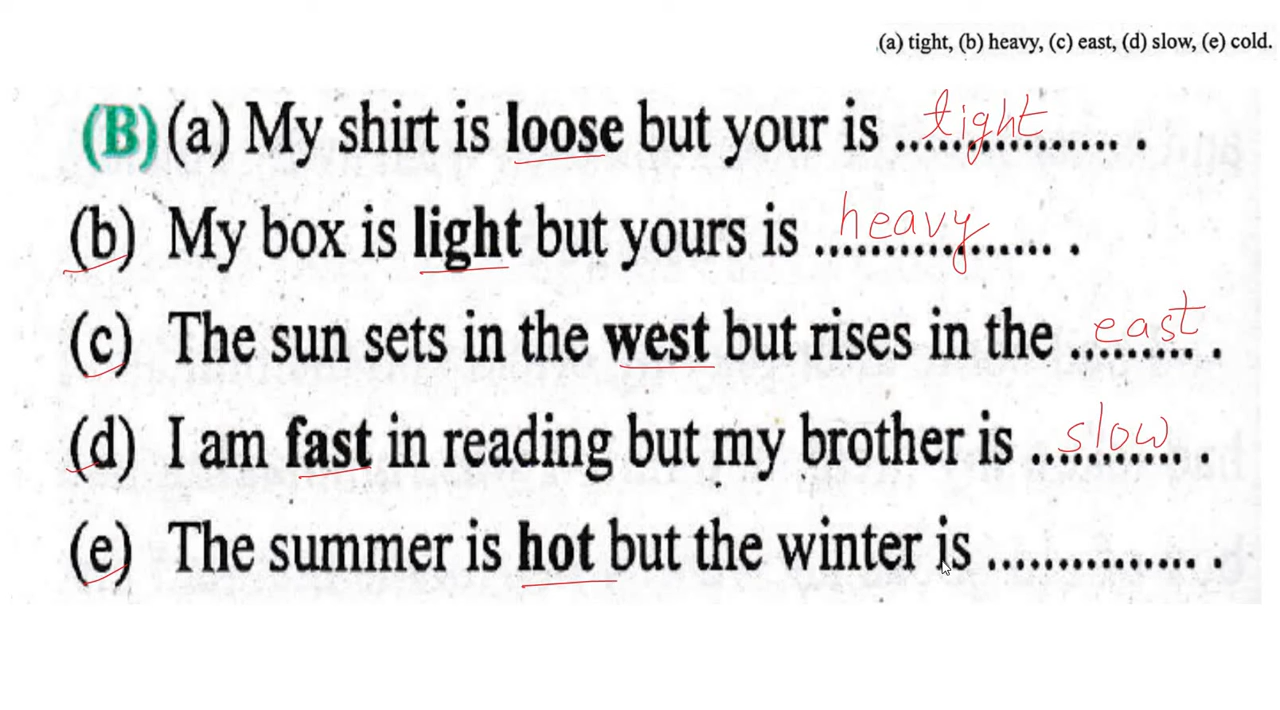 (a) tight, (b) heavy, (c) east, (d) slow, (e) cold.
(B) (a) My shirt is loose but your is tight ................ .
(b) My box is light but yours is heavy ................. .
(c) The sun sets in the west but rises in the east ......... .
(d) I am fast in reading but my brother is slow ........... .
(e) The summer is hot but the winter is ............... .